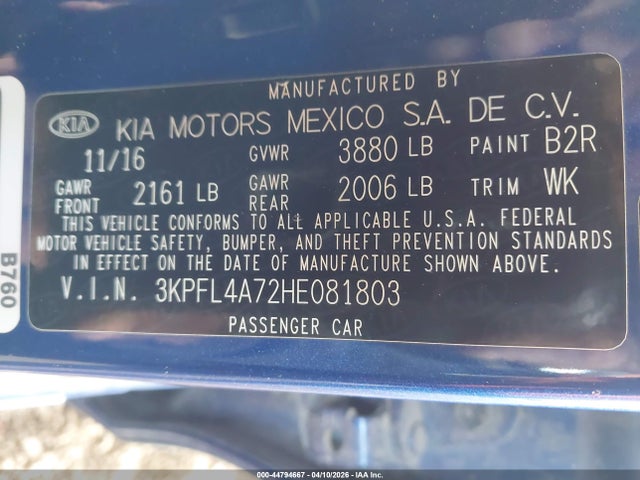 MANUFACTURED BY
KIA KIA MOTORS MEXICO S.A. DE C.V.
11/16 GVWR 3880 LB PAINT B2R
GAWR FRONT 2161 LB GAWR REAR 2006 LB TRIM WK
THIS VEHICLE CONFORMS TO ALL APPLICABLE U.S.A. FEDERAL
MOTOR VEHICLE SAFETY, BUMPER, AND THEFT PREVENTION STANDARDS
IN EFFECT ON THE DATE OF MANUFACTURE SHOWN ABOVE.
V.I.N. 3KPFL4A72HE081803
PASSENGER CAR
B760
000-44794667 - 04/10/2026 - IAA Inc.